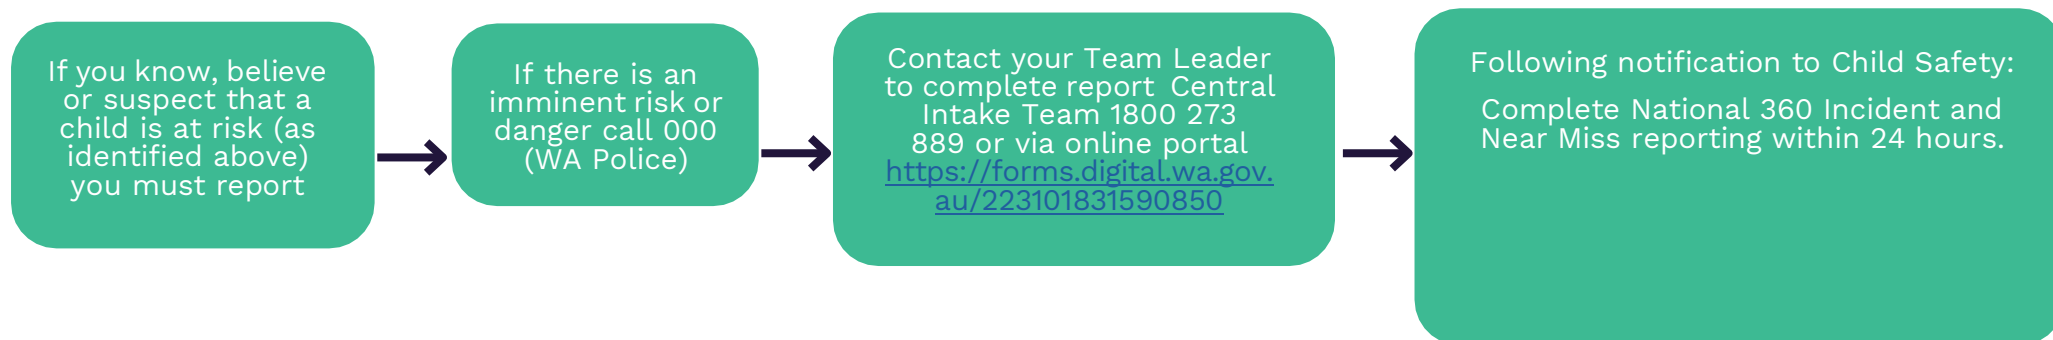 If you know, believe
or suspect that a
child is at risk (as
identified above)
you must report
If there is an
imminent risk or
danger call 000
(WA Police)
Contact your Team Leader
to complete report Central
Intake Team 1800 273
889 or via online portal
https://forms.digital.wa.gov.
au/223101831590850
Following notification to Child Safety:
Complete National 360 Incident and
Near Miss reporting within 24 hours.